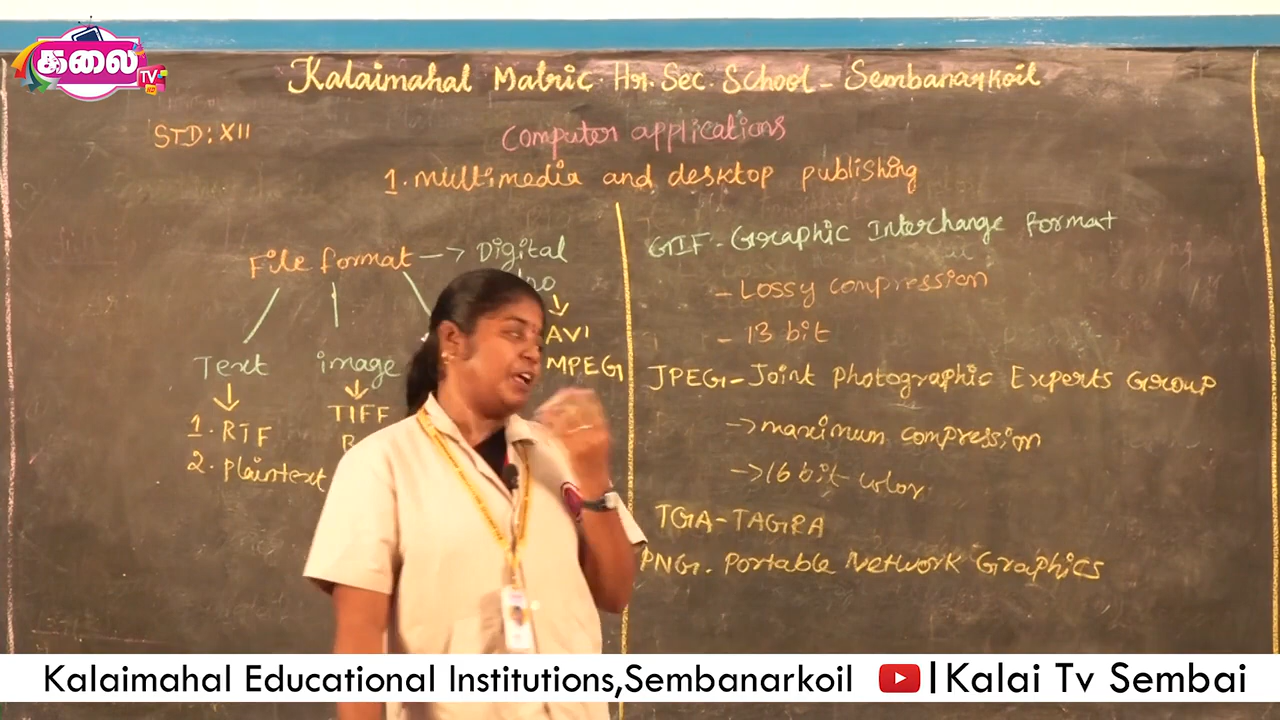 கலை
TV
HD
Kalaimahal Matric. Hr. Sec. School - Sembanarkoil
STD: XII
Computer applications
1. multimedia and desktop publishing
File format -> Digital
AVI
MPEG
Text
image
1. RTF
2. plaintext
TIFF
GIF - Graphic Interchange format
- Lossy compression
- 13 bit
JPEG - Joint photographic Experts Group
-> maximum compression
-> 16 bit color
TGA - TAGRA
PNG. Portable Network Graphics
Kalaimahal Educational Institutions,Sembanarkoil | Kalai Tv Sembai